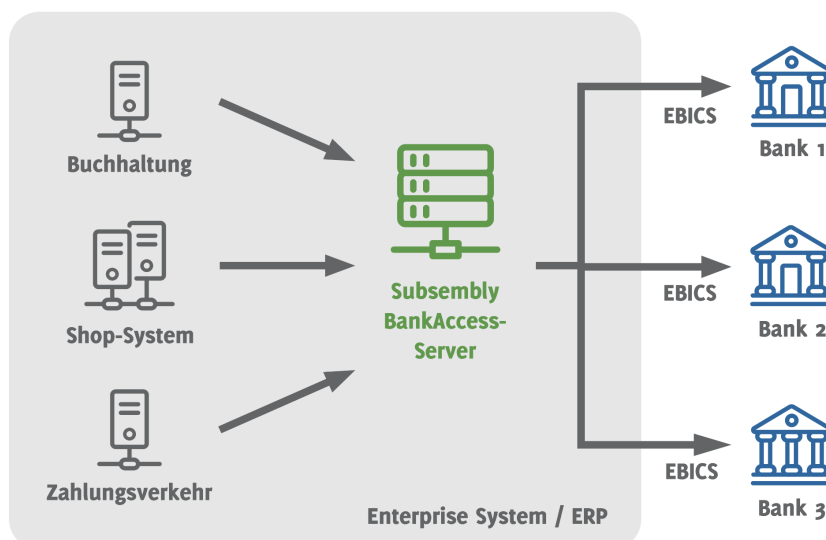 Buchhaltung
Shop-System
Zahlungsverkehr
Subsembly
BankAccess-
Server
Enterprise System / ERP
EBICS
Bank 1
EBICS
Bank 2
EBICS
Bank 3